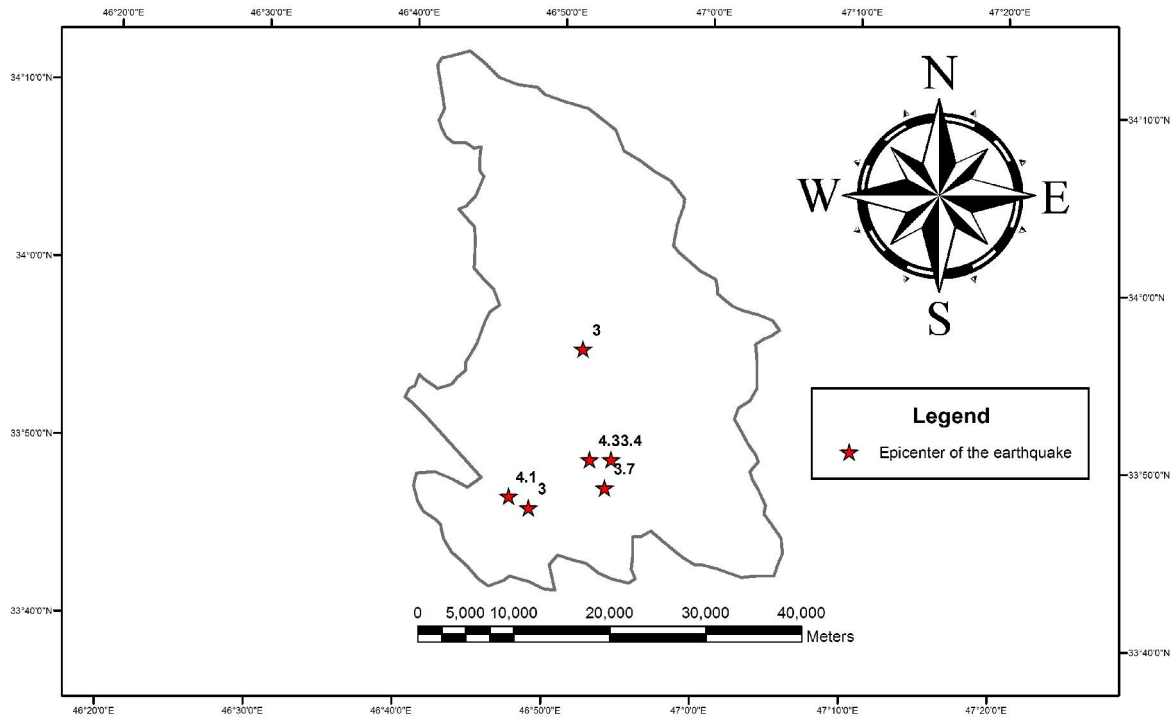 46°20'0"E 46°30'0"E 46°40'0"E 46°50'0"E 47°0'0"E 47°10'0"E 47°20'0"E
34°10'0"N
34°10'0"N
34°0'0"N
34°0'0"N
33°50'0"N
33°50'0"N
33°40'0"N
33°40'0"N
N
W E
S
3
4.33.4
3.7
4.1
3
Legend
Epicenter of the earthquake
0 5,000 10,000 20,000 30,000 40,000
Meters
46°20'0"E 46°30'0"E 46°40'0"E 46°50'0"E 47°0'0"E 47°10'0"E 47°20'0"E